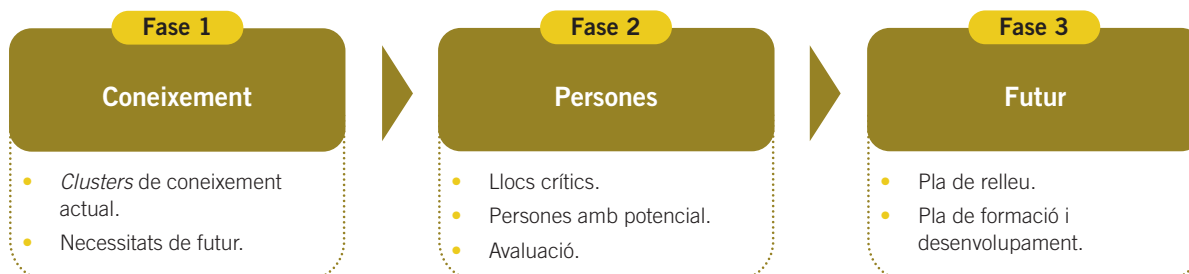 Fase 1
Coneixement
• Clusters de coneixement
actual.
• Necessitats de futur.
Fase 2
Persones
• Llocs crítics.
• Persones amb potencial.
• Avaluació.
Fase 3
Futur
• Pla de relleu.
• Pla de formació i
desenvolupament.